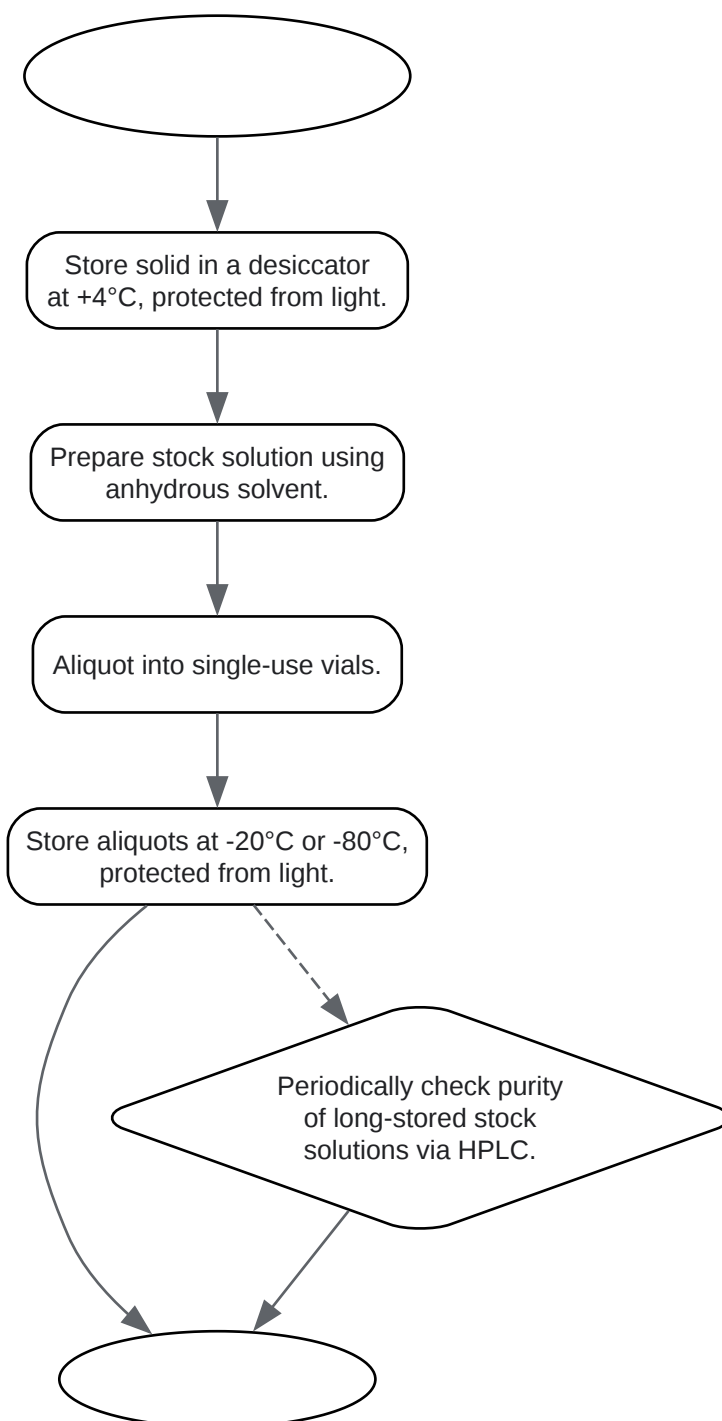 Store solid in a desiccator
at +4°C, protected from light.
Prepare stock solution using
anhydrous solvent.
Aliquot into single-use vials.
Store aliquots at -20°C or -80°C,
protected from light.
Periodically check purity
of long-stored stock
solutions via HPLC.